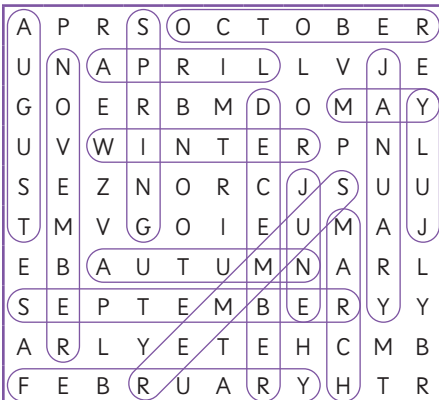 A P R S O C T O B E R
U N A P R I L L V J E
G O E R B M D O M A Y
U V W I N T E R P N L
S E Z N O R C J S U U
T M V G O I E U M A J
E B A U T U M N A R L
S E P T E M B E R Y Y
A R L Y E T E H C M B
F E B R U A R Y H T R